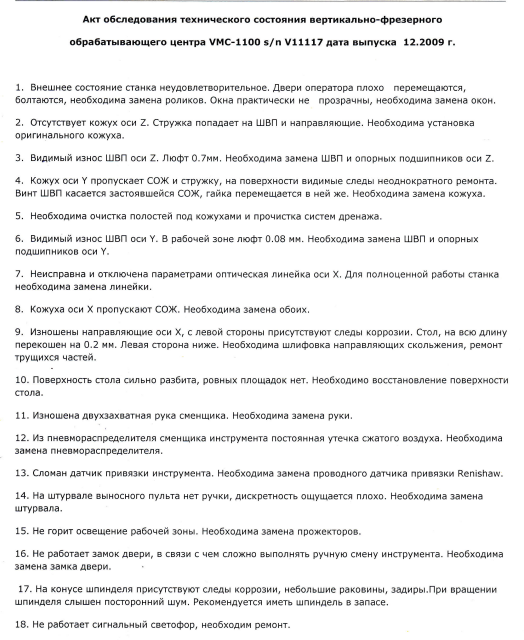 Акт обследования технического состояния вертикально-фрезерного
обрабатывающего центра VMC-1100 s/n V11117 дата выпуска 12.2009 г.
1. Внешнее состояние станка неудовлетворительное. Двери оператора плохо перемещаются,
болтаются, необходима замена роликов. Окна практически не прозрачны, необходима замена окон.
2. Отсутствует кожух оси Z. Стружка попадает на ШВП и направляющие. Необходима установка
оригинального кожуха.
3. Видимый износ ШВП оси Z. Люфт 0.7мм. Необходима замена ШВП и опорных подшипников оси Z.
4. Кожух оси Y пропускает СОЖ и стружку, на поверхности видимые следы неоднократного ремонта.
Винт ШВП касается застоявшейся СОЖ, гайка перемещается в ней же. Необходима замена кожуха.
5. Необходима очистка полостей под кожухами и прочистка систем дренажа.
6. Видимый износ ШВП оси Y. В рабочей зоне люфт 0.08 мм. Необходима замена ШВП и опорных
подшипников оси Y.
7. Неисправна и отключена параметрами оптическая линейка оси X. Для полноценной работы станка
необходима замена линейки.
8. Кожуха оси X пропускают СОЖ. Необходима замена обоих.
9. Изношены направляющие оси X, с левой стороны присутствуют следы коррозии. Стол, на всю длину
перекошен на 0.2 мм. Левая сторона ниже. Необходима шлифовка направляющих скольжения, ремонт
трущихся частей.
10. Поверхность стола сильно разбита, ровных площадок нет. Необходимо восстановление поверхности
стола.
11. Изношена двухзахватная рука сменщика. Необходима замена руки.
12. Из пневмораспределителя сменщика инструмента постоянная утечка сжатого воздуха. Необходима
замена пневмораспределителя.
13. Сломан датчик привязки инструмента. Необходима замена проводного датчика привязки Renishaw.
14. На штурвале выносного пульта нет ручки, дискретность ощущается плохо. Необходима замена
штурвала.
15. Не горит освещение рабочей зоны. Необходима замена прожекторов.
16. Не работает замок двери, в связи с чем сложно выполнять ручную смену инструмента. Необходима
замена замка двери.
17. На конусе шпинделя присутствуют следы коррозии, небольшие раковины, задиры.При вращении
шпинделя слышен посторонний шум. Рекомендуется иметь шпиндель в запасе.
18. Не работает сигнальный светофор, необходим ремонт.